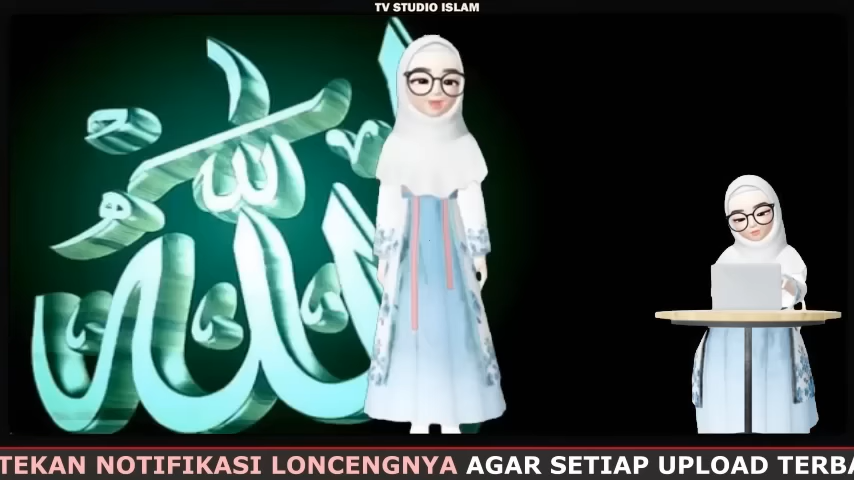 TV STUDIO ISLAM
الله
TEKAN NOTIFIKASI LONCENGNYA AGAR SETIAP UPLOAD TERBA